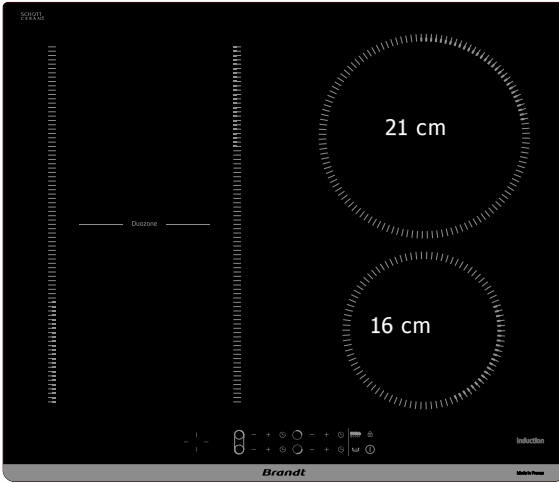 SCHOTT
CERAN®
21 cm
Duozone
16 cm
Induction
Brandt
Made in France